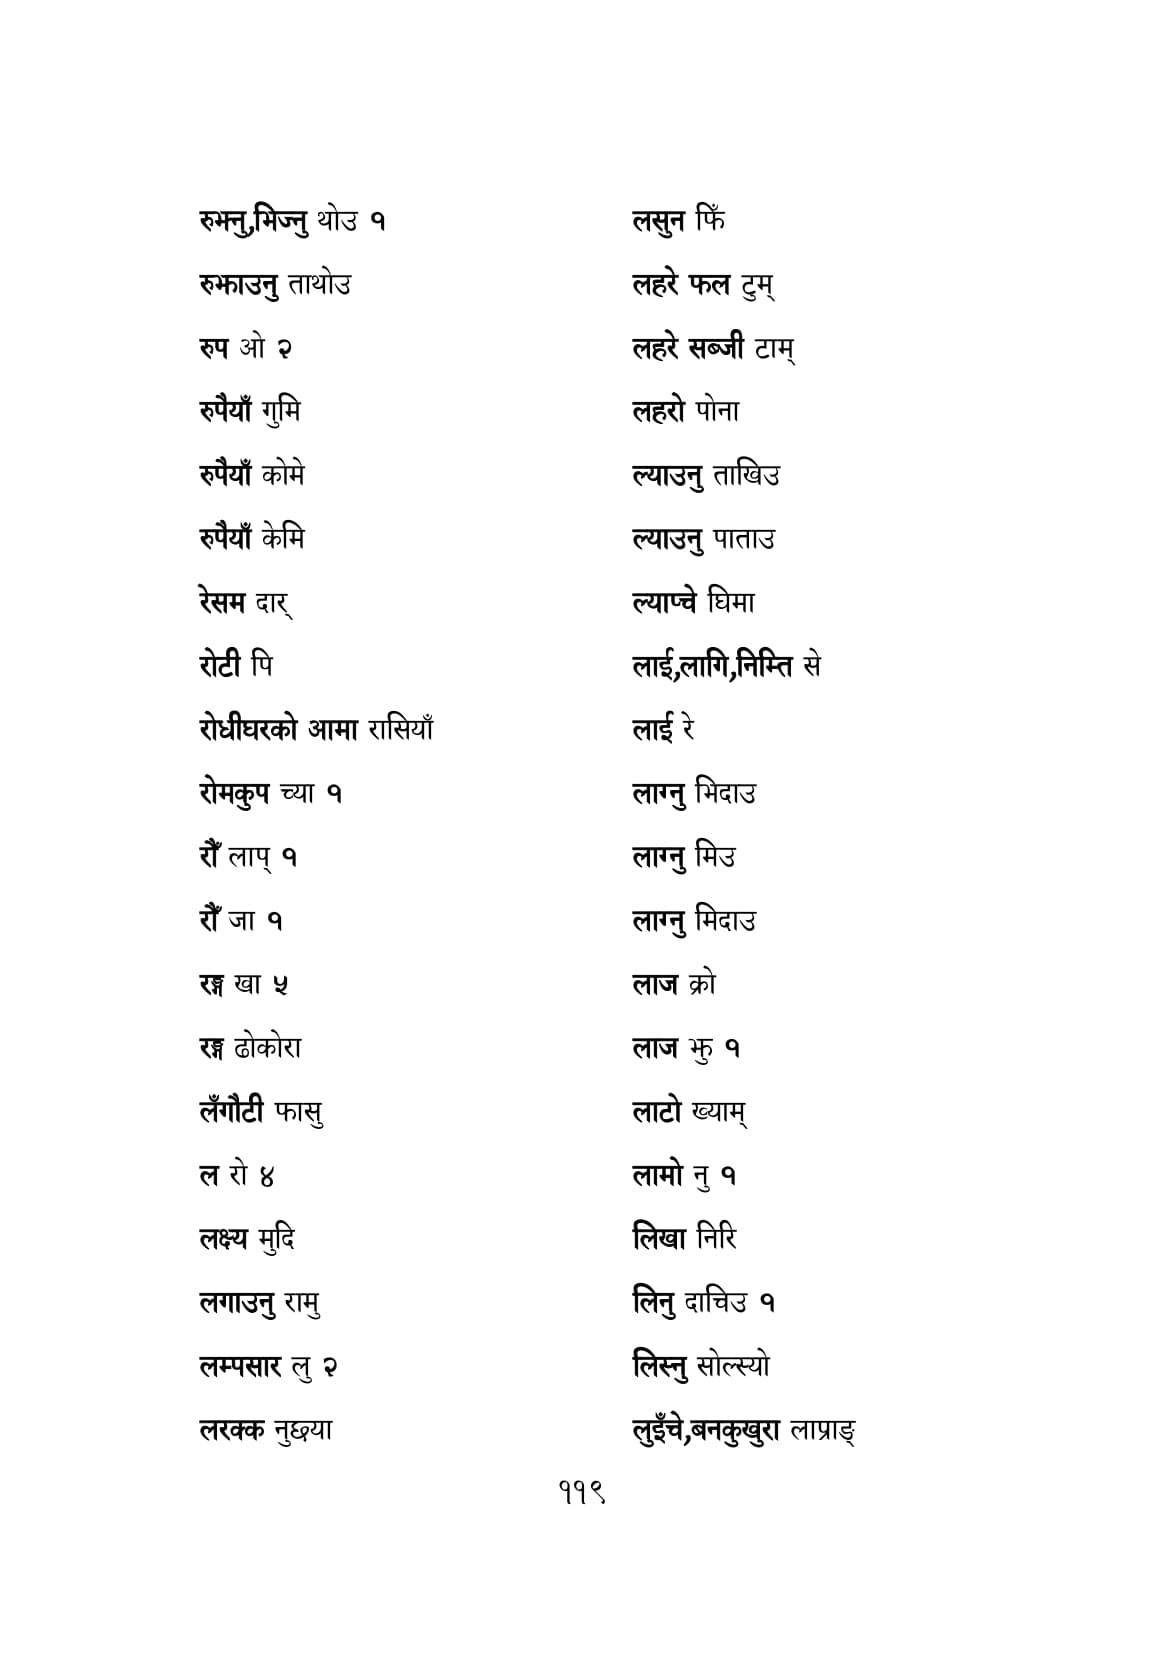 रुझ्नु,भिज्नु थोउ १
रुझाउनु ताथोउ
रुप ओ २
रुपैयाँ गुमि
रुपैयाँ कोमे
रुपैयाँ केमि
रेसम दार्
रोटी पि
रोधीघरको आमा रासियाँ
रोमकुप च्या १
रौँ लाप् १
रौँ जा १
रङ्ग खा ५
रङ्ग ढोकोरा
लँगौटी फासु
ल रो ४
लक्ष्य मुदि
लगाउनु रामु
लम्पसार लु २
लरक्क नुछ्या
लसुन फिँ
लहरे फल टुम्
लहरे सब्जी टाम्
लहरो पोना
ल्याउनु ताखिउ
ल्याउनु पाताउ
ल्याप्चे घिमा
लाई,लागि,निम्ति से
लाई रे
लाग्नु भिदाउ
लाग्नु मिउ
लाग्नु मिदाउ
लाज क्रो
लाज झु १
लाटो ख्याम्
लामो नु १
लिखा निरि
लिनु दाचिउ १
लिस्नु सोल्स्यो
लुइँचे,बनकुखुरा लाप्राङ्
११९